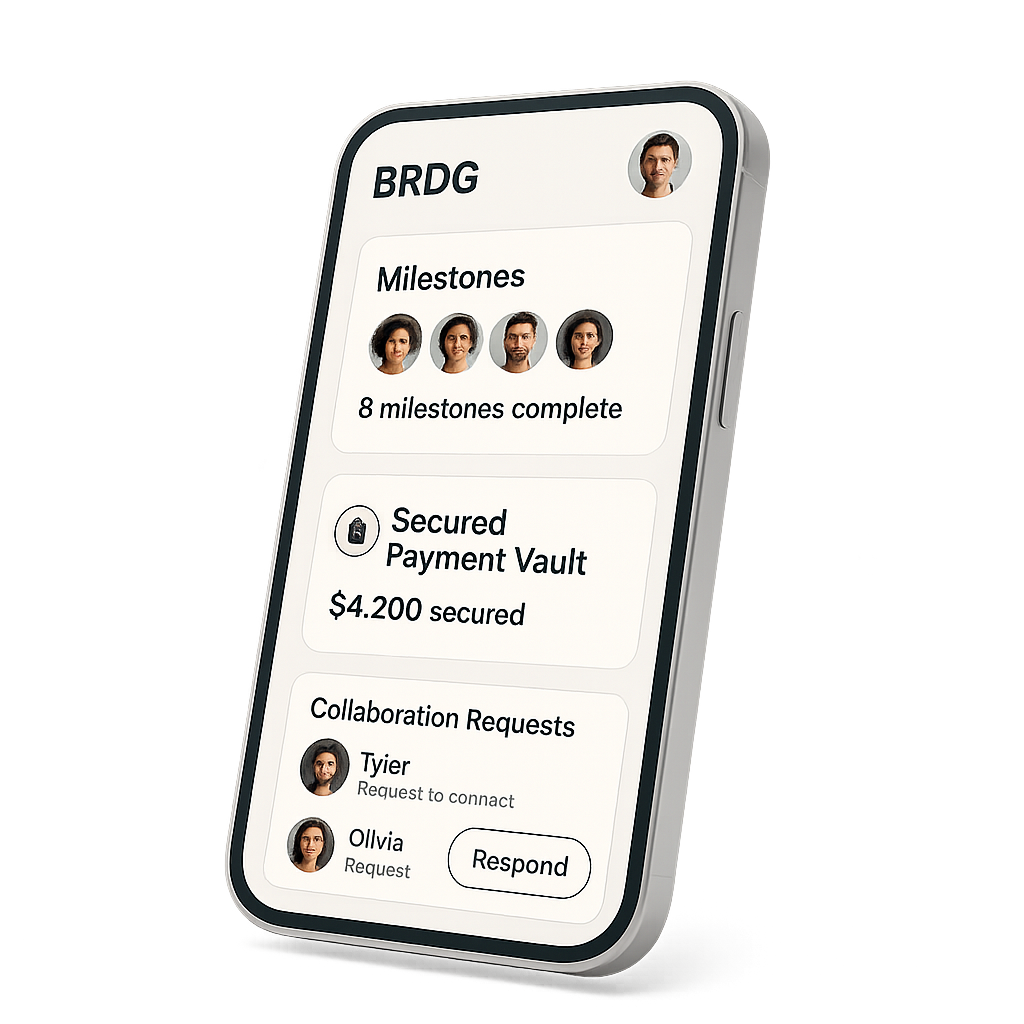 BRDG
Milestones
8 milestones complete
Secured
Payment Vault
$4.200 secured
Collaboration Requests
Tyier
Request to connact
Ollvia
Request
Respond